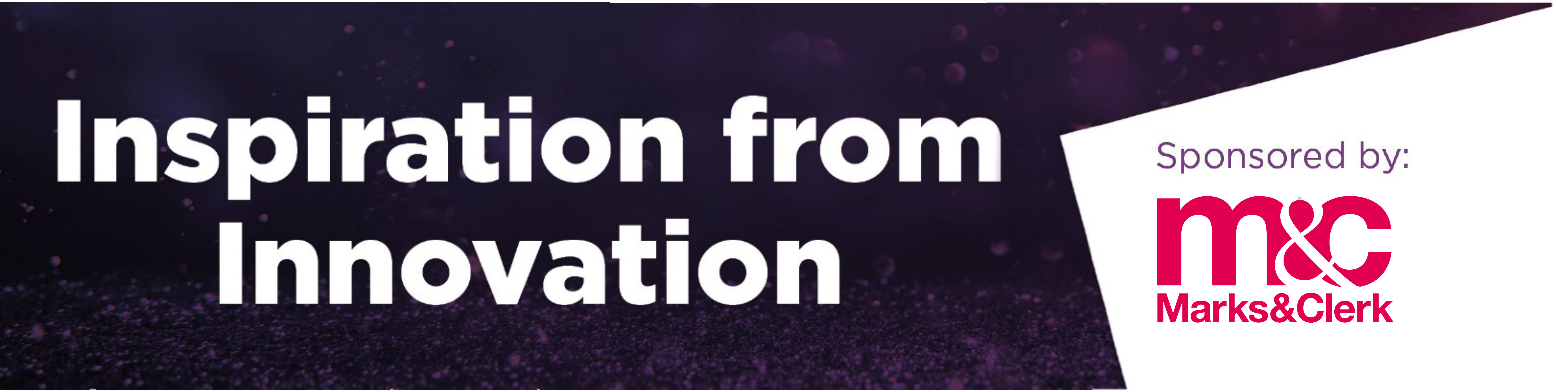 Inspiration from
Innovation
Sponsored by:
m&c
Marks&Clerk